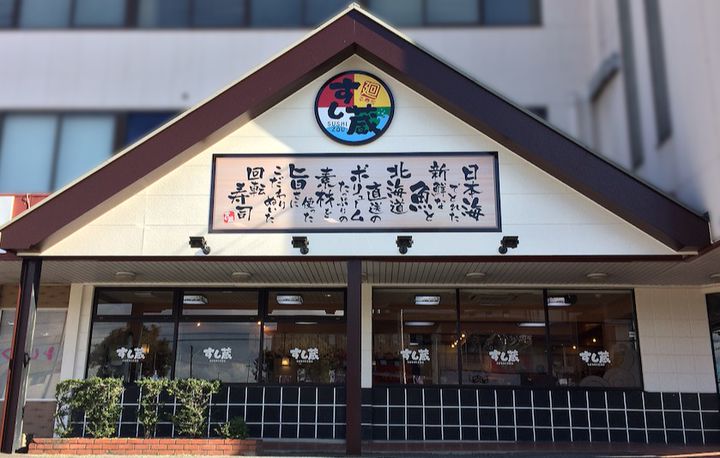 廻
すし蔵
SUSHI
ZOU
日本海
でとれた
新鮮な
魚と
北海道
直送の
ボリューム
たっぷりの
素材を
使った
旨さに
こだわりぬいた
回転
寿司
すし蔵
すし蔵
すし蔵
すし蔵
すし蔵
すし蔵